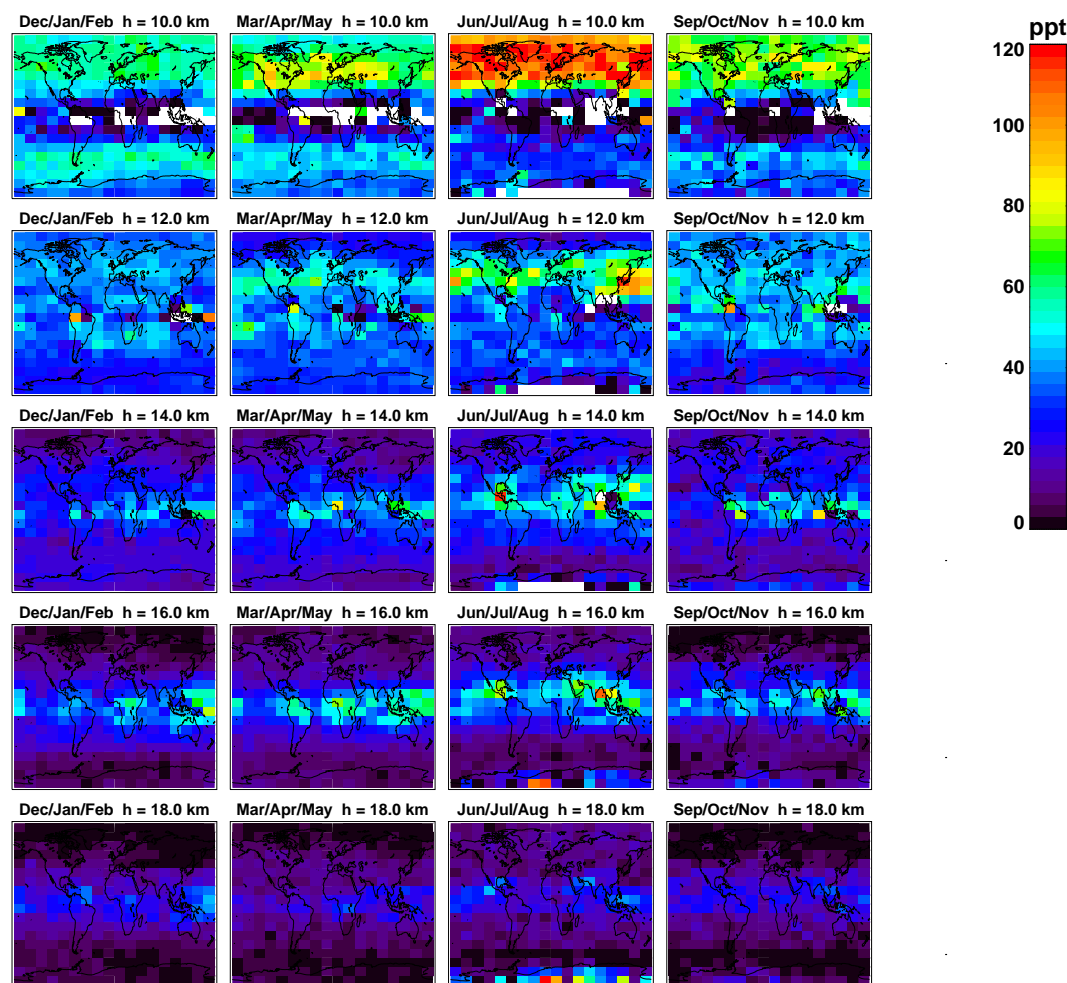 Dec/Jan/Feb h = 10.0 km Mar/Apr/May h = 10.0 km Jun/Jul/Aug h = 10.0 km Sep/Oct/Nov h = 10.0 km
ppt
120
100
80
60
40
20
0
Dec/Jan/Feb h = 12.0 km Mar/Apr/May h = 12.0 km Jun/Jul/Aug h = 12.0 km Sep/Oct/Nov h = 12.0 km
Dec/Jan/Feb h = 14.0 km Mar/Apr/May h = 14.0 km Jun/Jul/Aug h = 14.0 km Sep/Oct/Nov h = 14.0 km
Dec/Jan/Feb h = 16.0 km Mar/Apr/May h = 16.0 km Jun/Jul/Aug h = 16.0 km Sep/Oct/Nov h = 16.0 km
Dec/Jan/Feb h = 18.0 km Mar/Apr/May h = 18.0 km Jun/Jul/Aug h = 18.0 km Sep/Oct/Nov h = 18.0 km